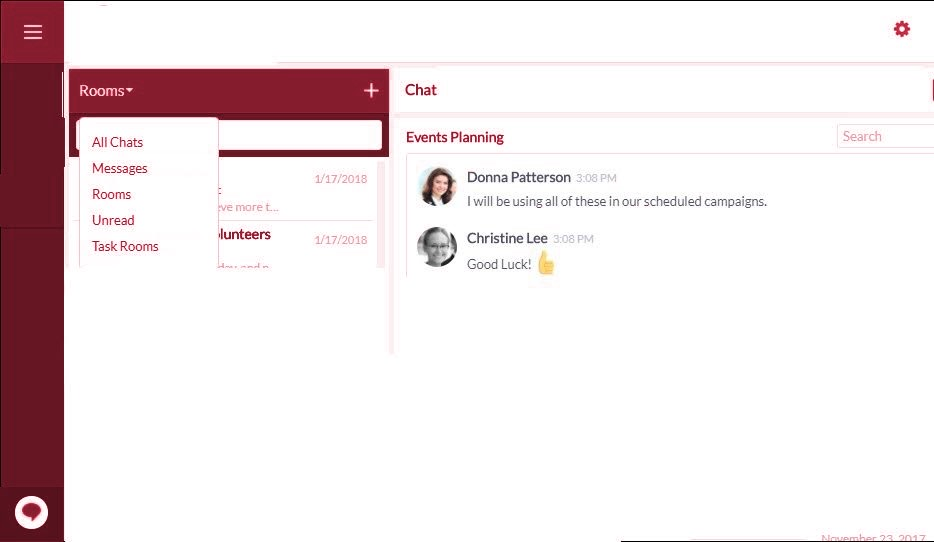 Rooms
Chat
All Chats
Messages
Rooms
Unread
Task Rooms
1/17/2018
eve more t...
lunteers
1/17/2018
Events Planning
Search
Donna Patterson 3:08 PM
I will be using all of these in our scheduled campaigns.
Christine Lee 3:08 PM
Good Luck!
November 23, 2017